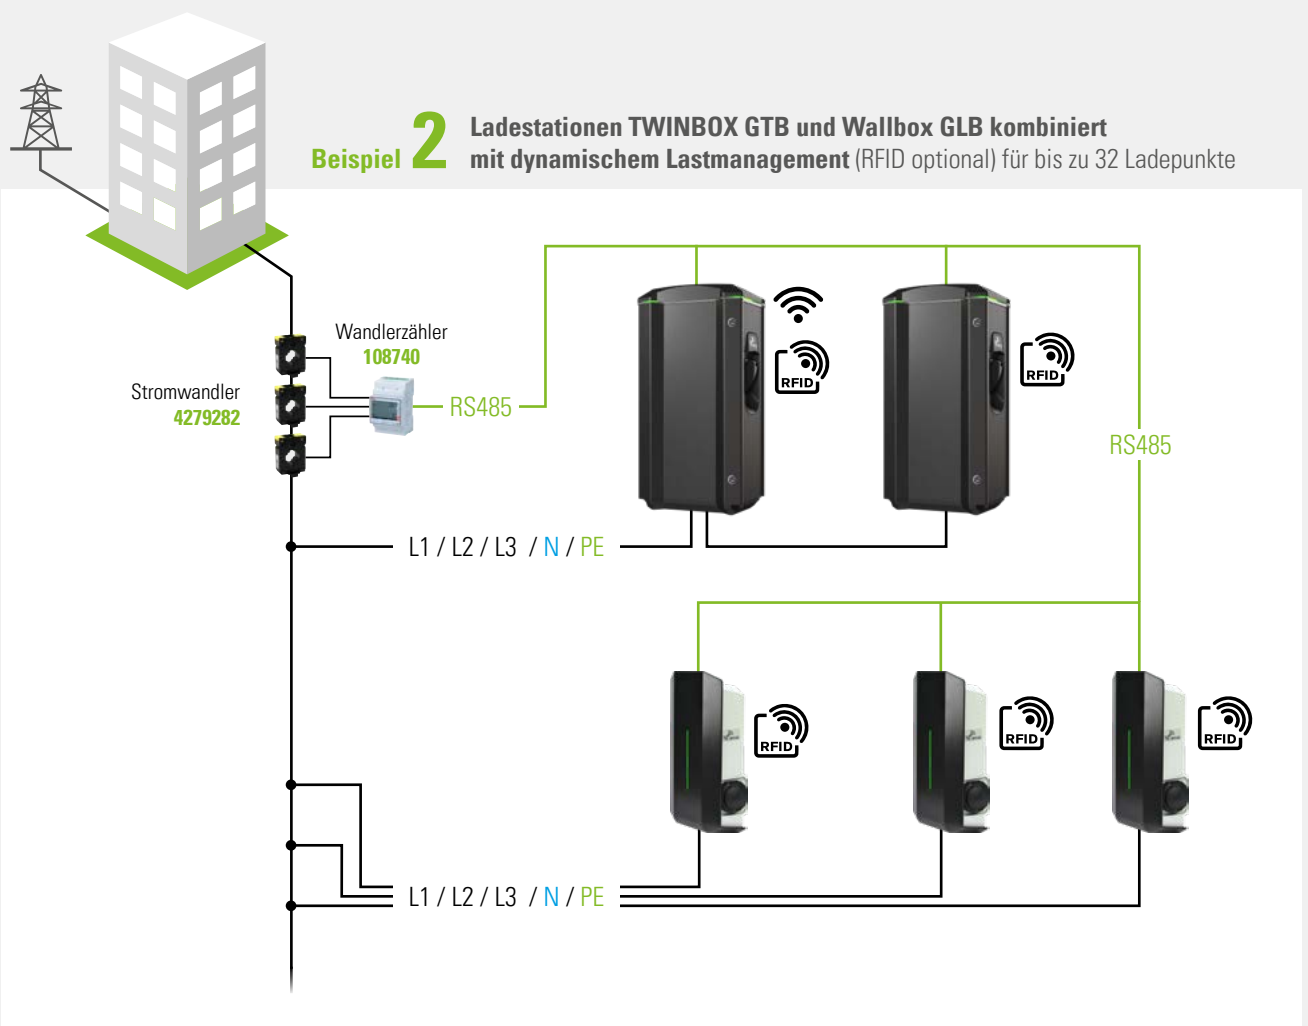 Beispiel 2
Ladestationen TWINBOX GTB und Wallbox GLB kombiniert
mit dynamischem Lastmanagement (RFID optional) für bis zu 32 Ladepunkte
Wandlerzähler
108740
Stromwandler
4279282
RS485
RFID
RFID
RS485
L1 / L2 / L3 / N / PE
RFID
RFID
RFID
L1 / L2 / L3 / N / PE